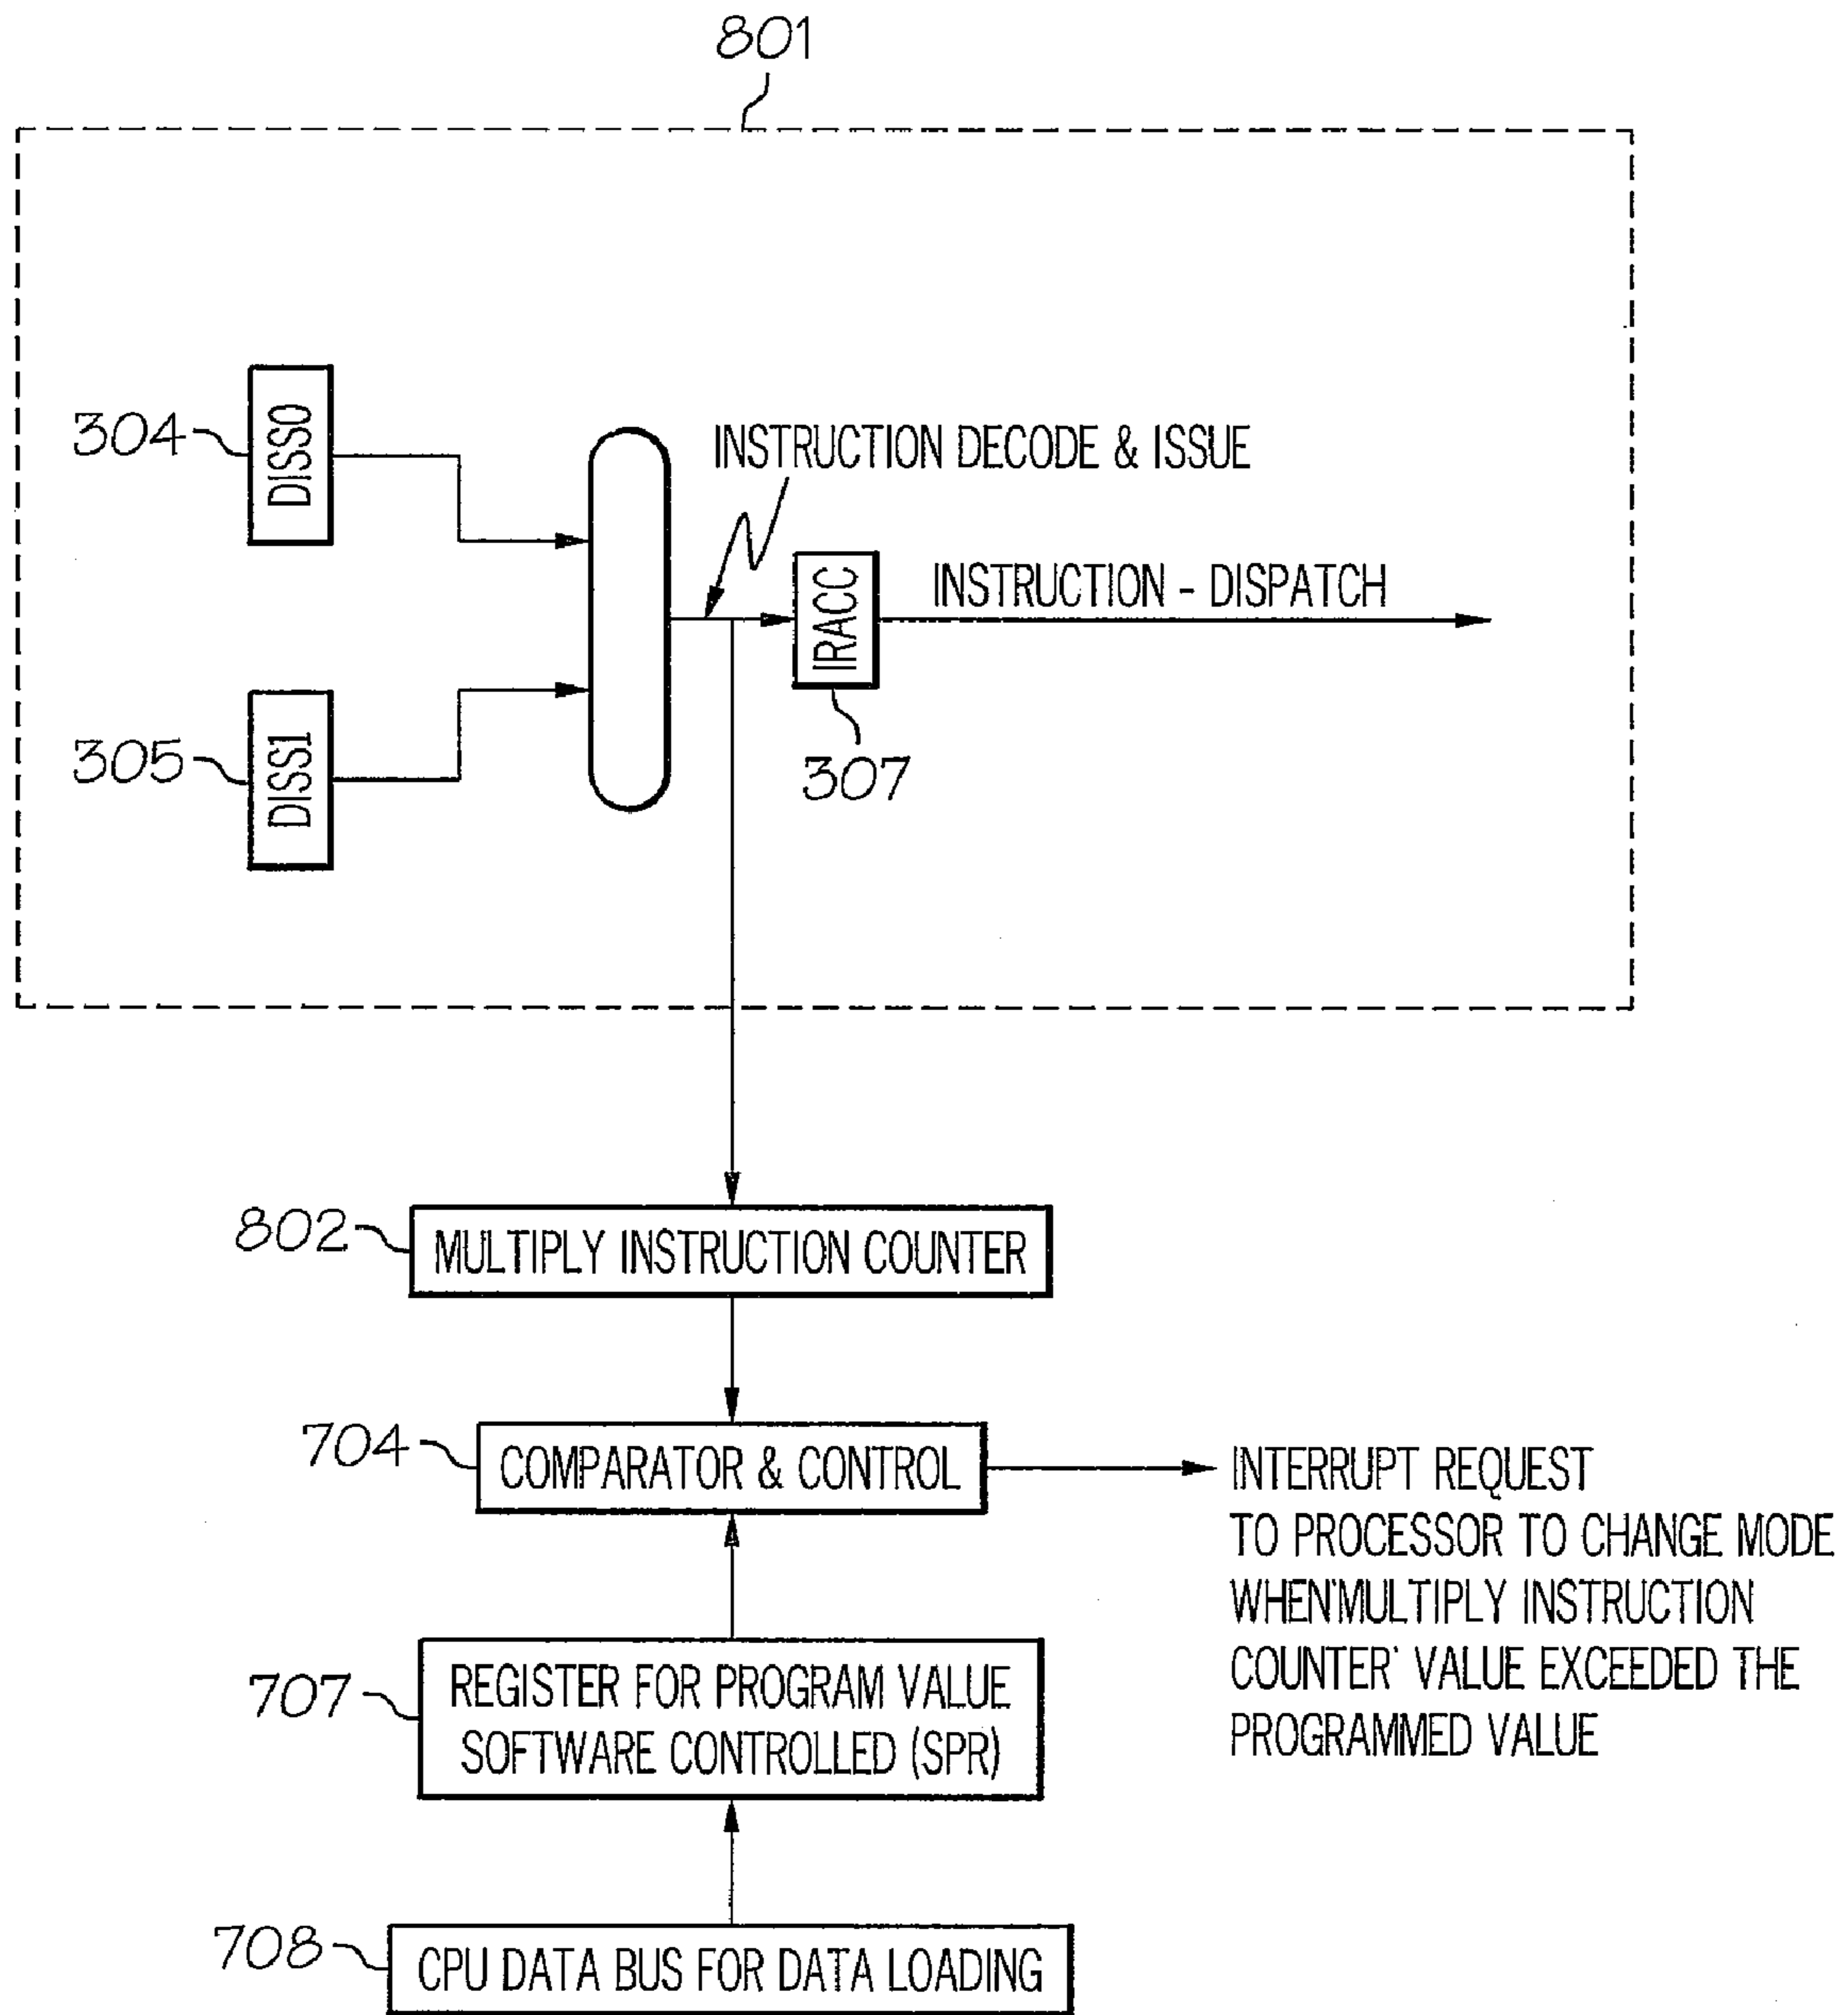 801
304
DISS0
INSTRUCTION DECODE & ISSUE
IRACC
INSTRUCTION - DISPATCH
305
DISS1
307
802
MULTIPLY INSTRUCTION COUNTER
704
COMPARATOR & CONTROL
INTERRUPT REQUEST
TO PROCESSOR TO CHANGE MODE
WHEN'MULTIPLY INSTRUCTION
COUNTER' VALUE EXCEEDED THE
PROGRAMMED VALUE
707
REGISTER FOR PROGRAM VALUE
SOFTWARE CONTROLLED (SPR)
708
CPU DATA BUS FOR DATA LOADING